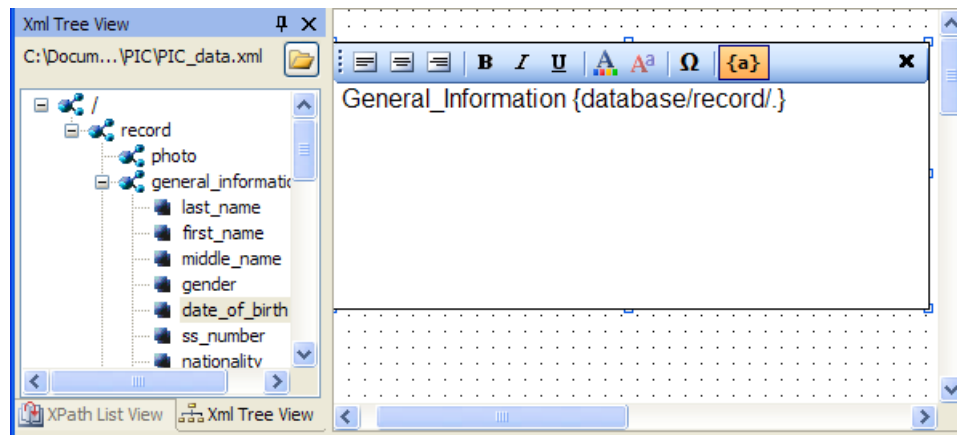 Xml Tree View
C:\Docum...\PIC\PIC_data.xml
/
record
photo
general_informatic
last_name
first_name
middle_name
gender
date_of_birth
ss_number
nationality
XPath List View
Xml Tree View
B I U A Aa Ω {a}
General_Information {database/record/.}